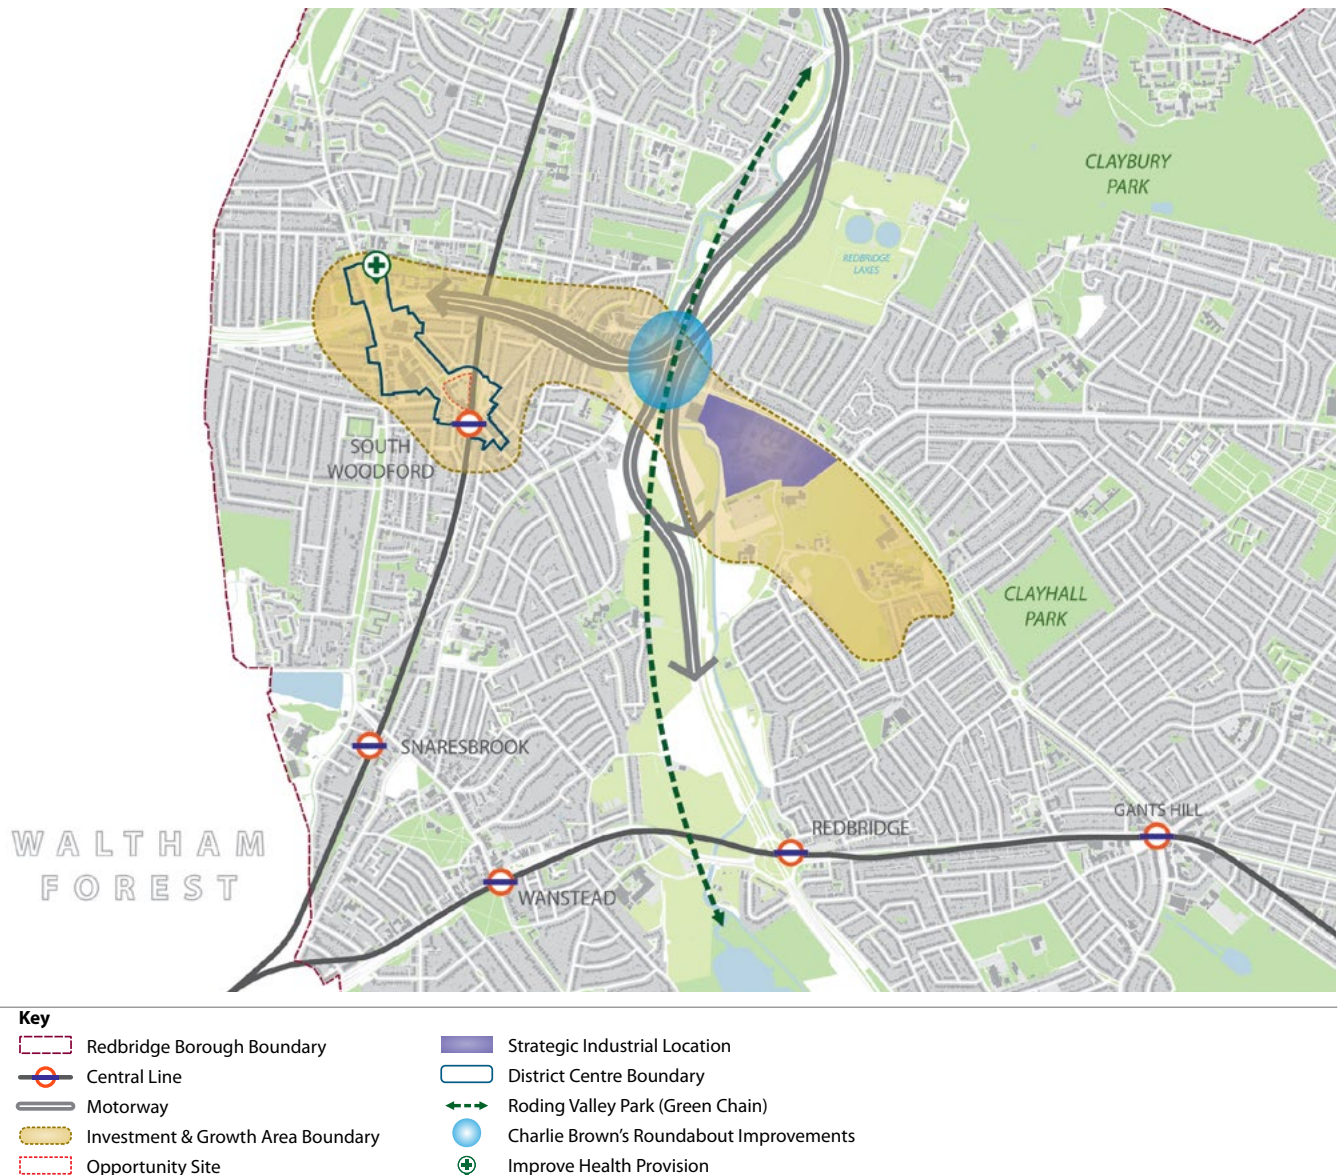 CLAYBURY
PARK
REDBRIDGE
LAKES
SOUTH
WOODFORD
CLAYHALL
PARK
SNARESBROOK
GANTS HILL
REDBRIDGE
WALTHAM
FOREST
WANSTEAD
Key
Redbridge Borough Boundary
Central Line
Motorway
Investment & Growth Area Boundary
Opportunity Site
Strategic Industrial Location
District Centre Boundary
Roding Valley Park (Green Chain)
Charlie Brown's Roundabout Improvements
Improve Health Provision